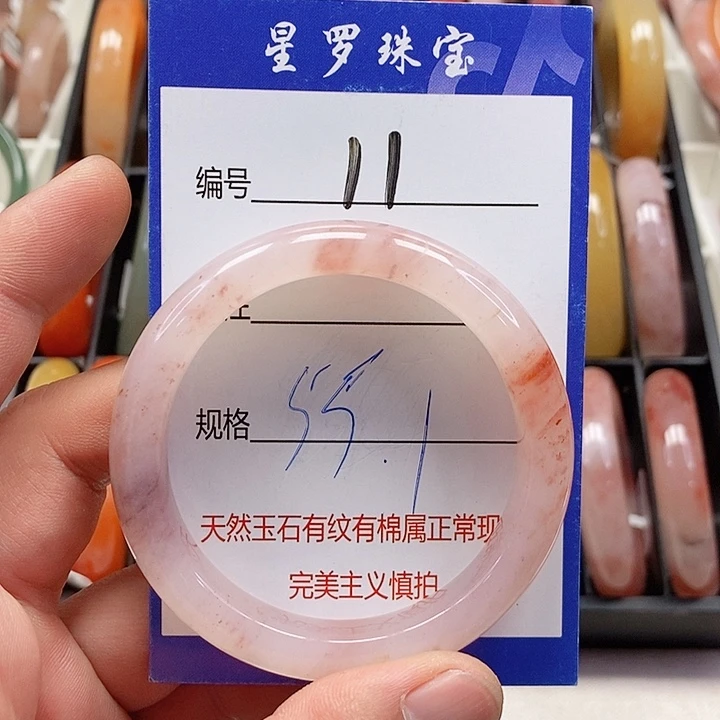 星罗珠宝
编号 11
规格 55.1
天然玉石有纹有棉属正常现
完美主义慎拍